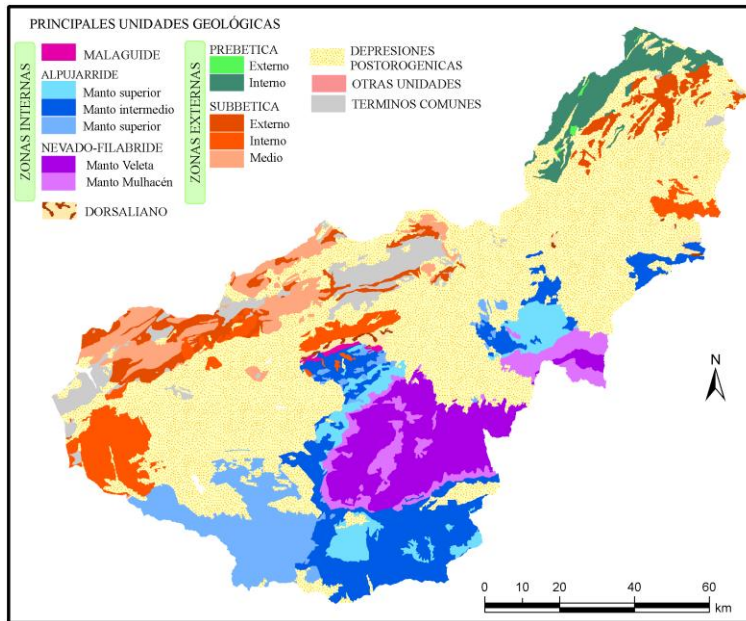 PRINCIPALES UNIDADES GEOLÓGICAS
ZONAS INTERNAS
MALAGUIDE
ALPUJARRIDE
Manto superior
Manto intermedio
Manto superior
NEVADO-FILABRIDE
Manto Veleta
Manto Mulhacén
DORSALIANO
ZONAS EXTERNAS
PREBETICA
Externo
Interno
SUBBETICA
Externo
Interno
Medio
DEPRESIONES
POSTOROGENICAS
OTRAS UNIDADES
TERMINOS COMUNES
N
0 20 40 60
km